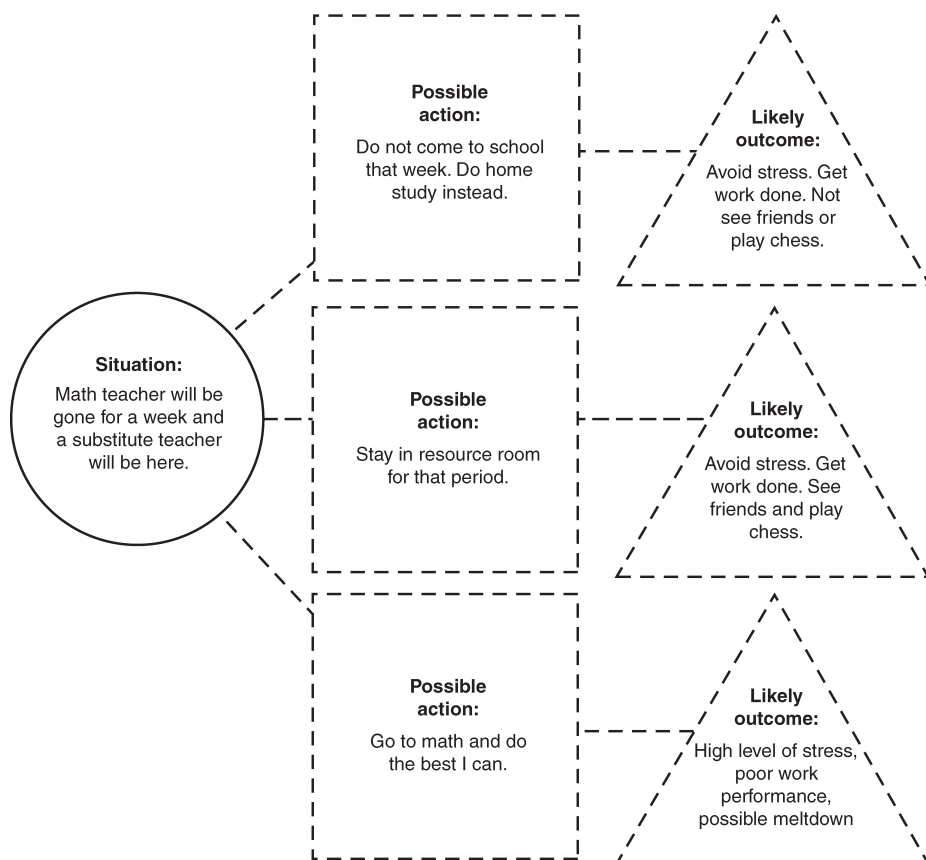 Situation:
Math teacher will be
gone for a week and
a substitute teacher
will be here.
Possible
action:
Do not come to school
that week. Do home
study instead.
Likely
outcome:
Avoid stress. Get
work done. Not
see friends or
play chess.
Possible
action:
Stay in resource room
for that period.
Likely
outcome:
Avoid stress. Get
work done. See
friends and play
chess.
Possible
action:
Go to math and do
the best I can.
Likely
outcome:
High level of stress,
poor work
performance,
possible meltdown